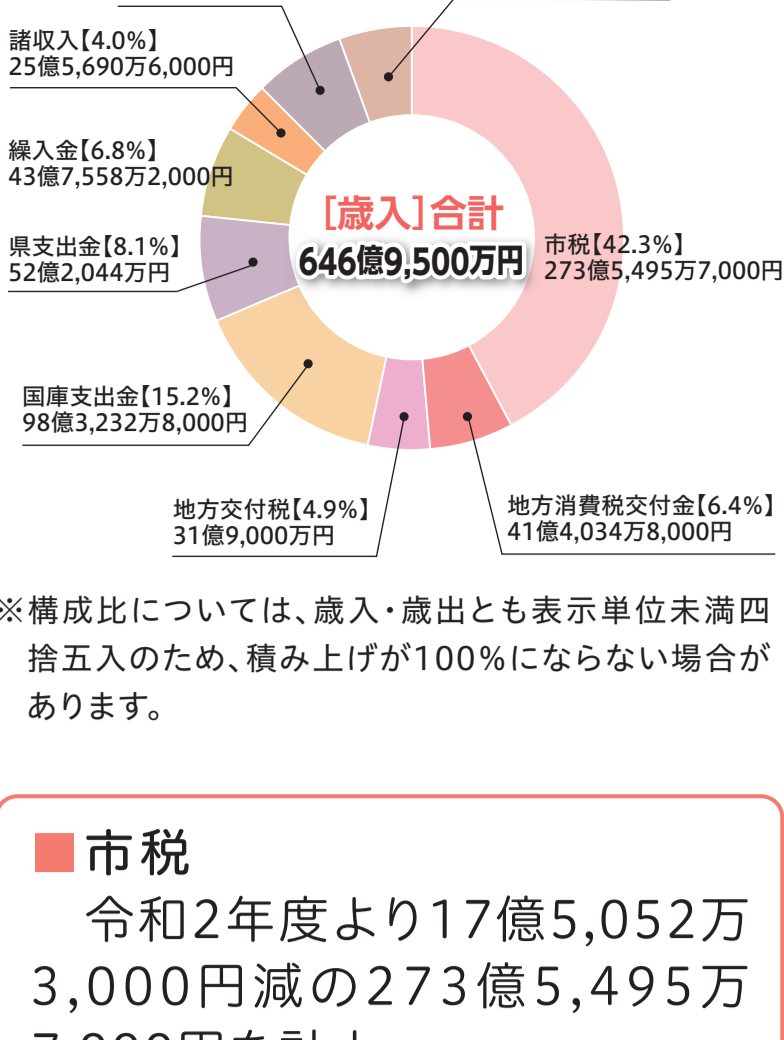 諸収入【4.0%】
25億5,690万6,000円
繰入金【6.8%】
43億7,558万2,000円
県支出金【8.1%】
52億2,044万円
国庫支出金【15.2%】
98億3,232万8,000円
地方交付税【4.9%】
31億9,000万円
地方消費税交付金【6.4%】
41億4,034万8,000円
市税【42.3%】
273億5,495万7,000円
[歳入]合計
646億9,500万円
※構成比については、歳入・歳出とも表示単位未満四
捨五入のため、積み上げが100%にならない場合が
あります。
■市税
令和2年度より17億5,052万
3,000円減の273億5,495万
7,000円を計上